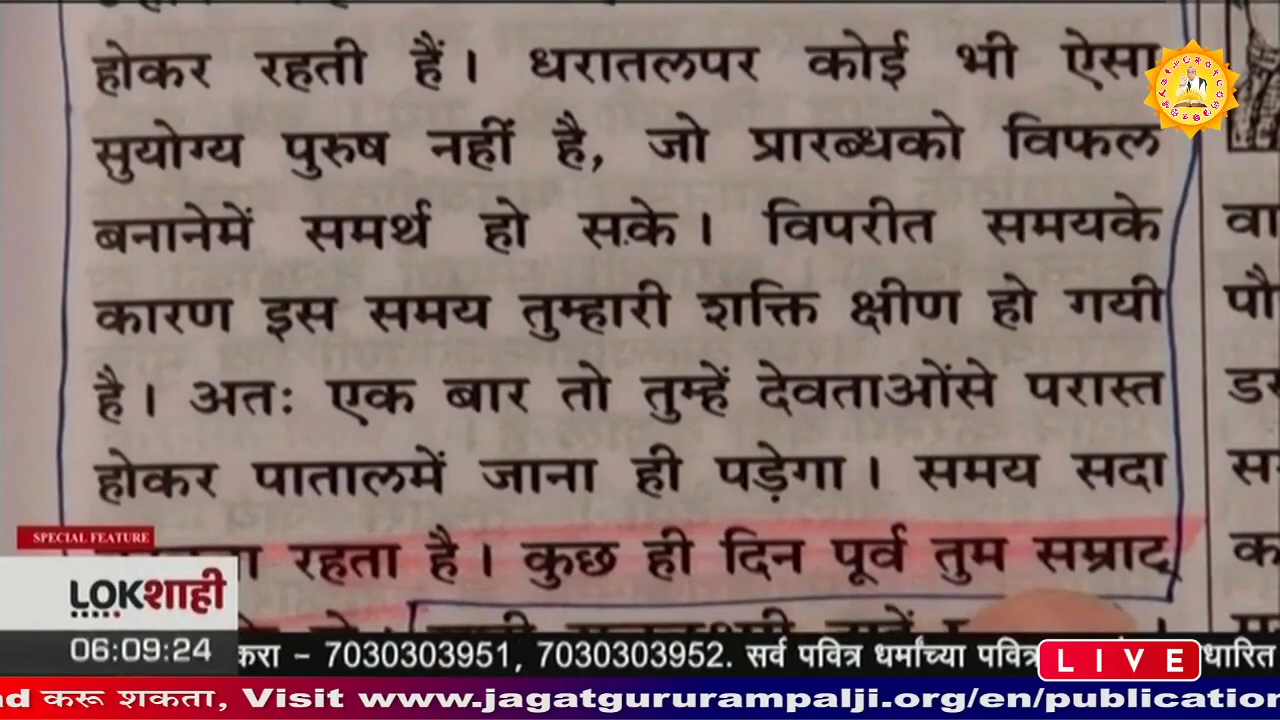 होकर रहती हैं। धरातलपर कोई भी ऐसा
सुयोग्य पुरुष नहीं है, जो प्रारब्धको विफल
बनानेमें समर्थ हो सके। विपरीत समयके
कारण इस समय तुम्हारी शक्ति क्षीण हो गयी
है। अतः एक बार तो तुम्हें देवताओंसे परास्त
होकर पातालमें जाना ही पड़ेगा। समय सदा
रहता है। कुछ ही दिन पूर्व तुम सम्राट्
वा
पौ
क
SPECIAL FEATURE
LOKशाही
06:09:24
करा – 7030303951, 7030303952. सर्व पवित्र धर्मांच्या पवित्र
LIVE
धारित
nd करू शकता, Visit www.jagatgururampalji.org/en/publication